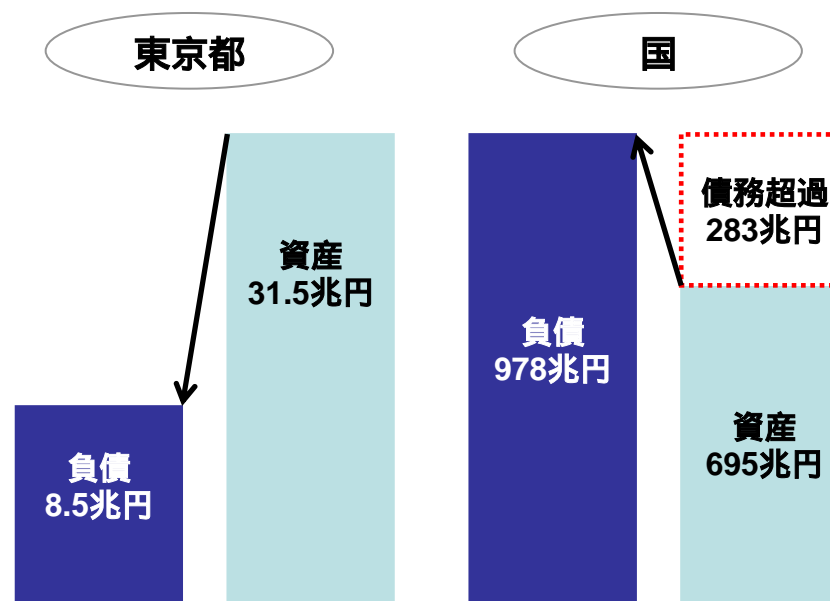 東京都
資産
31.5兆円
負債
8.5兆円
国
債務超過
283兆円
負債
978兆円
資産
695兆円